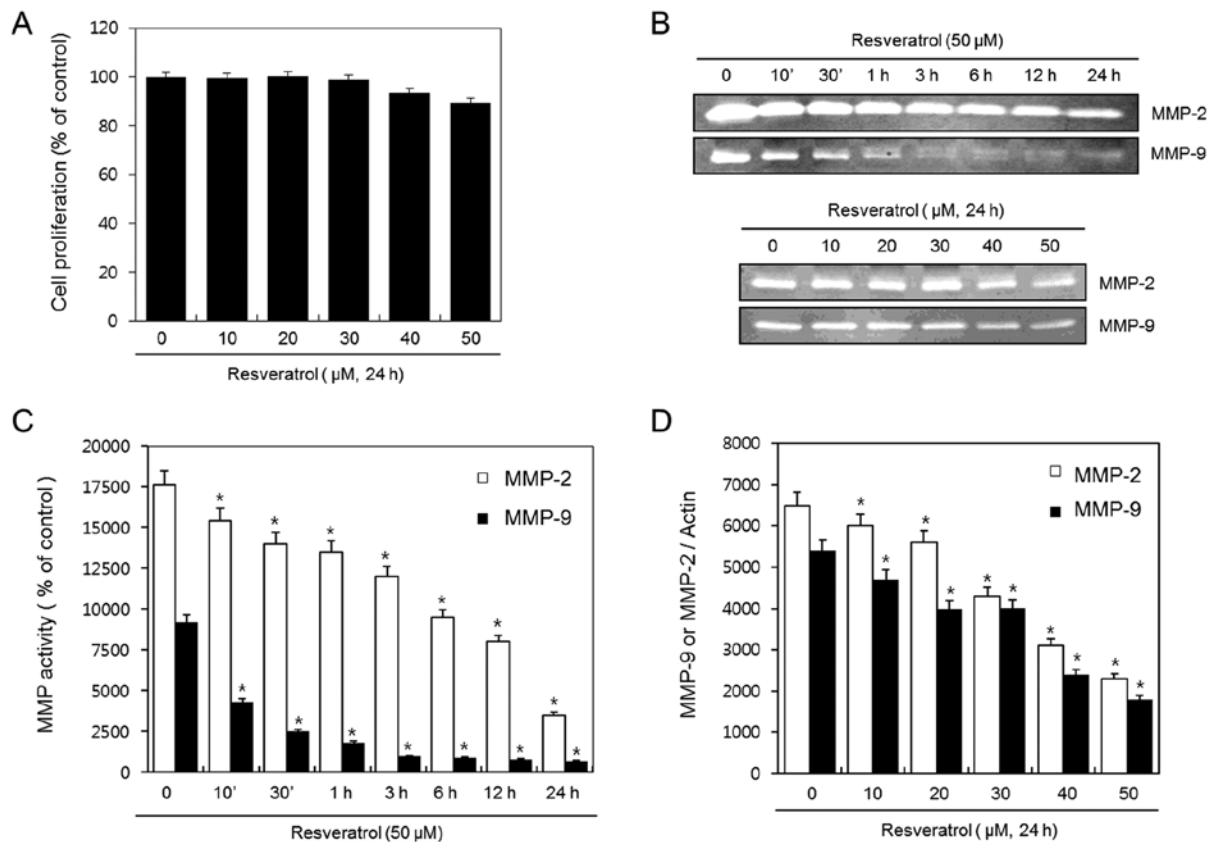 A
Cell proliferation (% of control)
120
100
80
60
40
20
0
0 10 20 30 40 50
Resveratrol ( µM, 24 h)
B
Resveratrol (50 µM)
0 10' 30' 1 h 3 h 6 h 12 h 24 h
MMP-2
MMP-9
Resveratrol ( µM, 24 h)
0 10 20 30 40 50
MMP-2
MMP-9
C
MMP activity ( % of control )
20000
17500
15000
12500
10000
7500
5000
2500
0
MMP-2
MMP-9
* * * * * * *
* * * * * * *
0 10' 30' 1 h 3 h 6 h 12 h 24 h
Resveratrol (50 µM)
D
MMP-9 or MMP-2 / Actin
8000
7000
6000
5000
4000
3000
2000
1000
0
MMP-2
MMP-9
* * * * *
* * * * *
0 10 20 30 40 50
Resveratrol ( µM, 24 h)